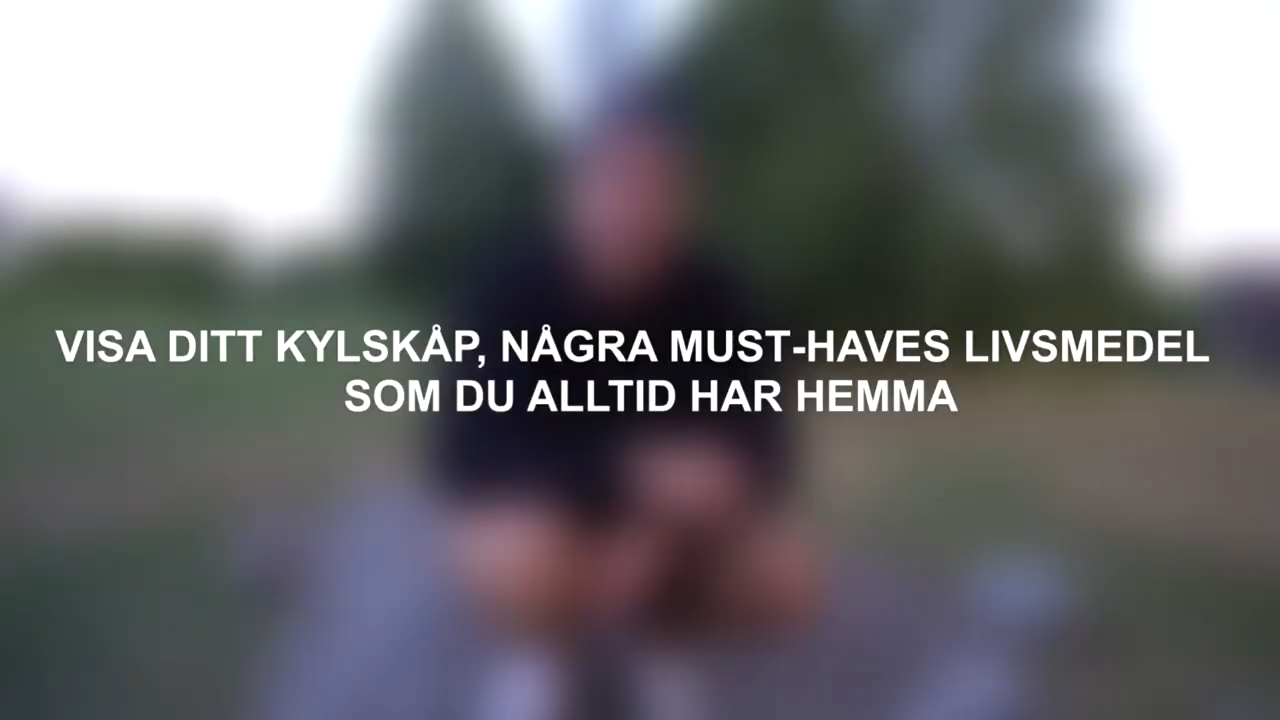 VISA DITT KYLSKÅP, NÅGRA MUST-HAVES LIVSMEDEL
SOM DU ALLTID HAR HEMMA